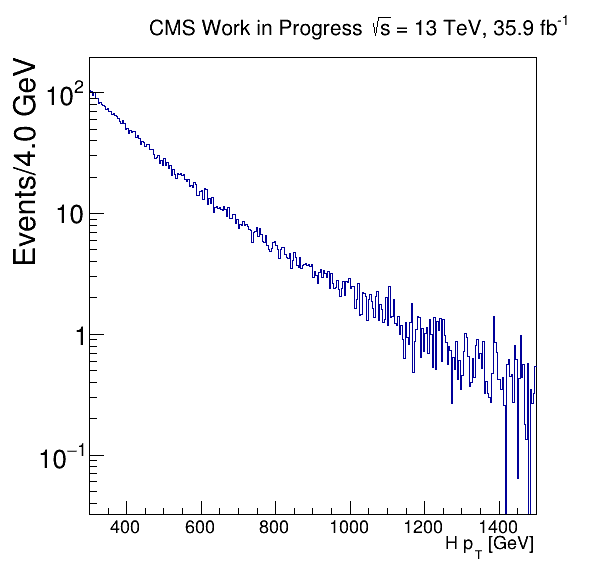 CMS Work in Progress √s = 13 TeV, 35.9 fb⁻¹
Events/4.0 GeV
10²
10
1
10⁻¹
400 600 800 1000 1200 1400
H p_T [GeV]